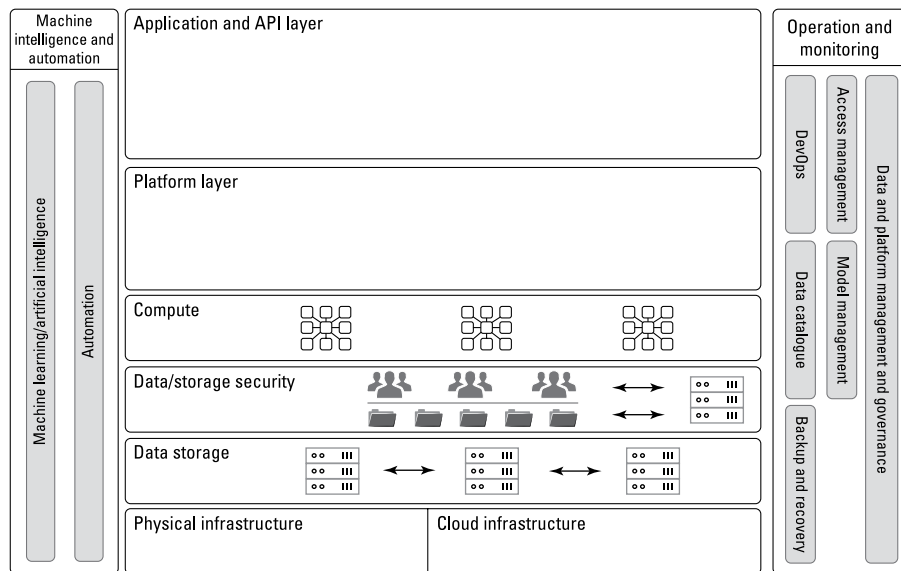 Machine
intelligence and
automation
Machine learning/artificial intelligence
Automation
Application and API layer
Platform layer
Compute
Data/storage security
Data storage
Physical infrastructure
Cloud infrastructure
Operation and
monitoring
DevOps
Access management
Data catalogue
Model management
Backup and recovery
Data and platform management and governance